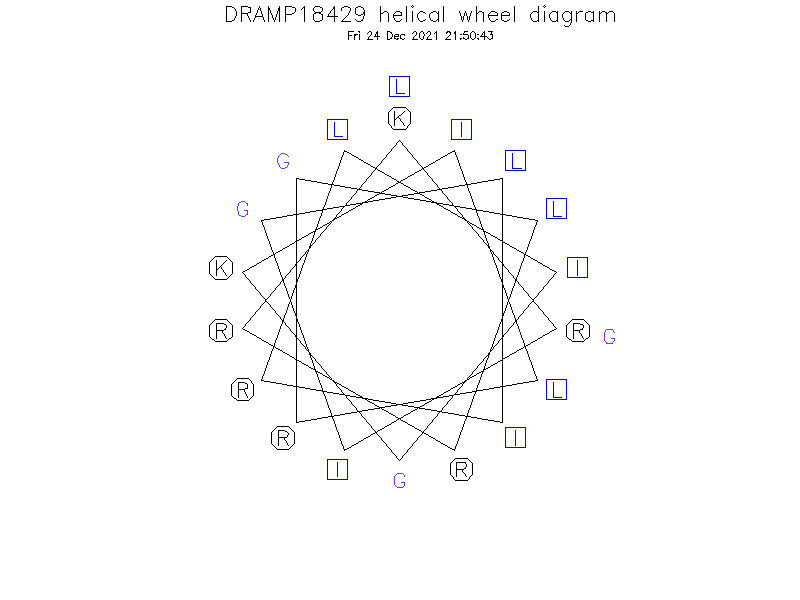 DRAMP18429 helical wheel diagram
Fri 24 Dec 2021 21:50:43
L
K
L I
G L
G L
K I
R R G
R L
R I
I R
G